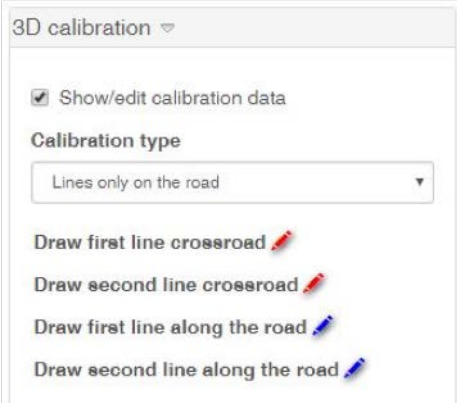 3D calibration
Show/edit calibration data
Calibration type
Lines only on the road
Draw first line crossroad
Draw second line crossroad
Draw first line along the road
Draw second line along the road